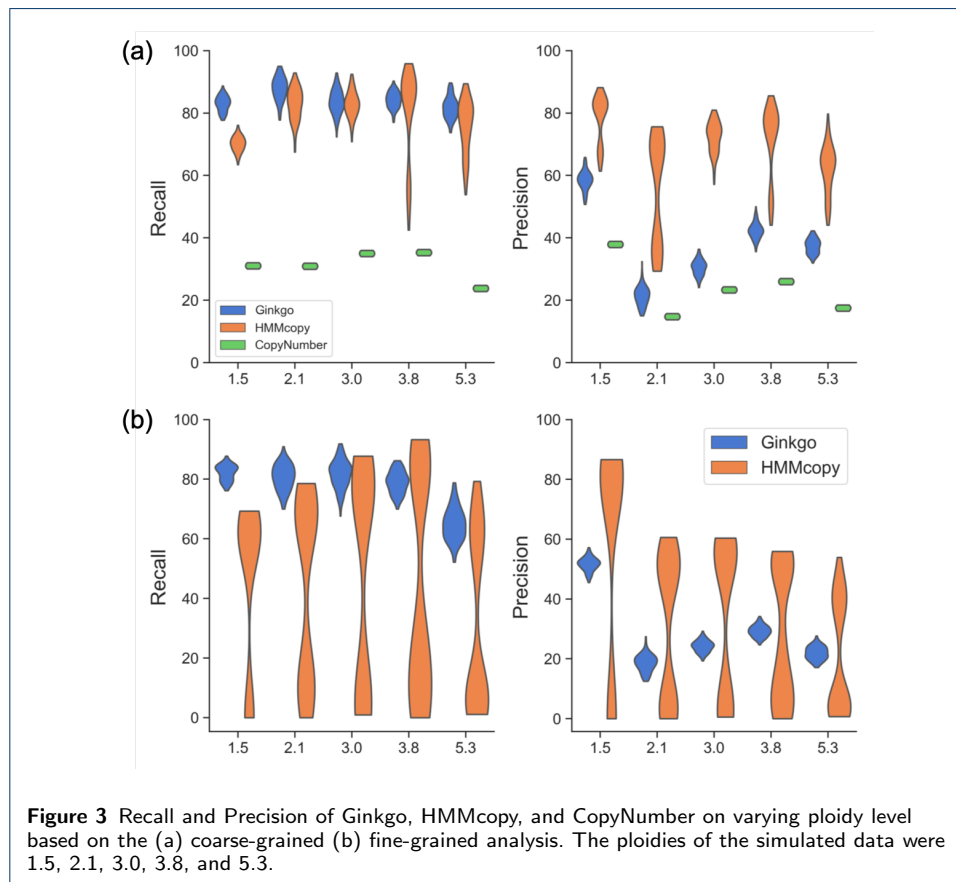 (a)
100
80
60
40
20
0
Recall
Ginkgo
HMMcopy
CopyNumber
1.5 2.1 3.0 3.8 5.3
100
80
60
40
20
0
Precision
1.5 2.1 3.0 3.8 5.3
(b)
100
80
60
40
20
0
Recall
1.5 2.1 3.0 3.8 5.3
100
80
60
40
20
0
Precision
Ginkgo
HMMcopy
1.5 2.1 3.0 3.8 5.3
Figure 3 Recall and Precision of Ginkgo, HMMcopy, and CopyNumber on varying ploidy level
based on the (a) coarse-grained (b) fine-grained analysis. The ploidies of the simulated data were
1.5, 2.1, 3.0, 3.8, and 5.3.